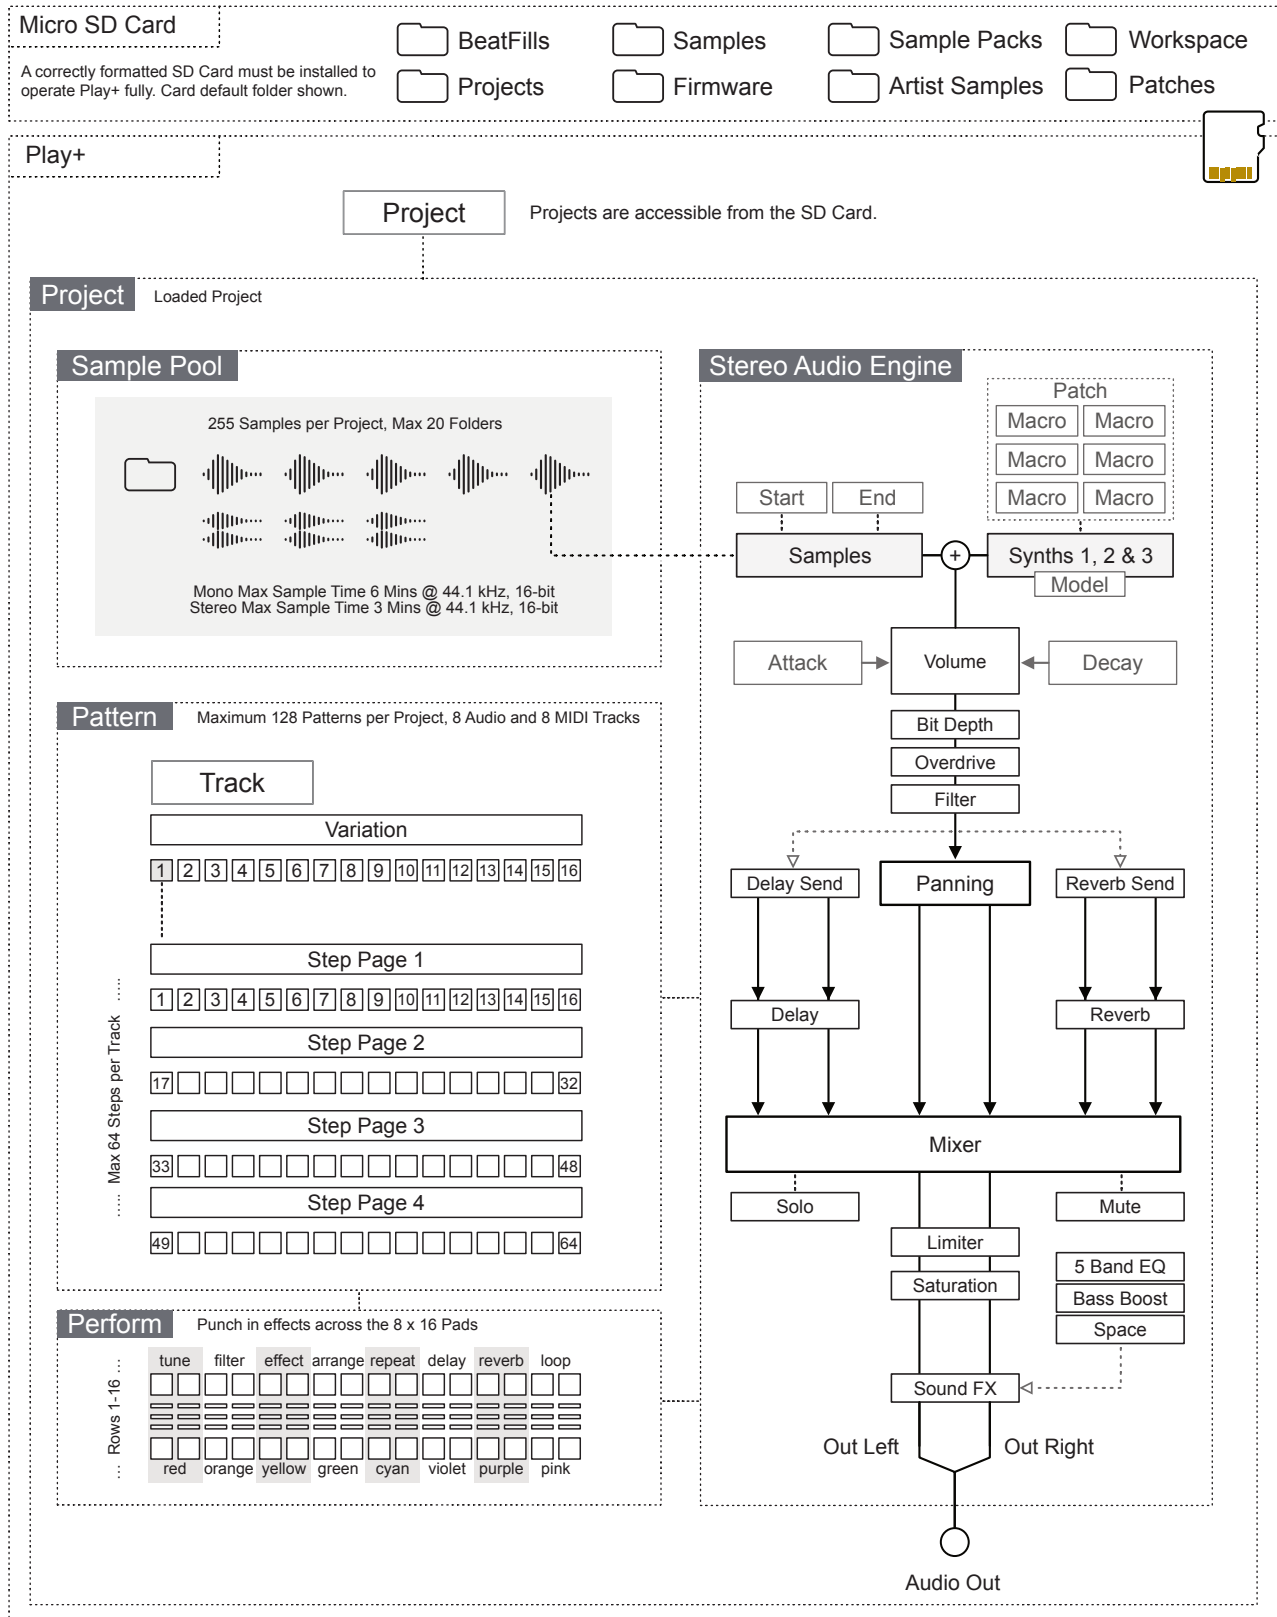 Micro SD Card
A correctly formatted SD Card must be installed to
operate Play+ fully. Card default folder shown.
BeatFills
Samples
Sample Packs
Workspace
Projects
Firmware
Artist Samples
Patches
Play+
Project
Projects are accessible from the SD Card.
Project
Loaded Project
Sample Pool
255 Samples per Project, Max 20 Folders
Mono Max Sample Time 6 Mins @ 44.1 kHz, 16-bit
Stereo Max Sample Time 3 Mins @ 44.1 kHz, 16-bit
Pattern
Maximum 128 Patterns per Project, 8 Audio and 8 MIDI Tracks
Track
Variation
1 2 3 4 5 6 7 8 9 10 11 12 13 14 15 16
...... Max 64 Steps per Track ......
Step Page 1
1 2 3 4 5 6 7 8 9 10 11 12 13 14 15 16
Step Page 2
17 32
Step Page 3
33 48
Step Page 4
49 64
Perform
Punch in effects across the 8 x 16 Pads
... Rows 1-16 ...
tune filter effect arrange repeat delay reverb loop
red orange yellow green cyan violet purple pink
Stereo Audio Engine
Patch
Macro Macro
Macro Macro
Macro Macro
Start
End
Samples
+
Synths 1, 2 & 3
Model
Attack
Volume
Decay
Bit Depth
Overdrive
Filter
Delay Send
Panning
Reverb Send
Delay
Reverb
Mixer
Solo
Mute
Limiter
Saturation
5 Band EQ
Bass Boost
Space
Sound FX
Out Left
Out Right
Audio Out